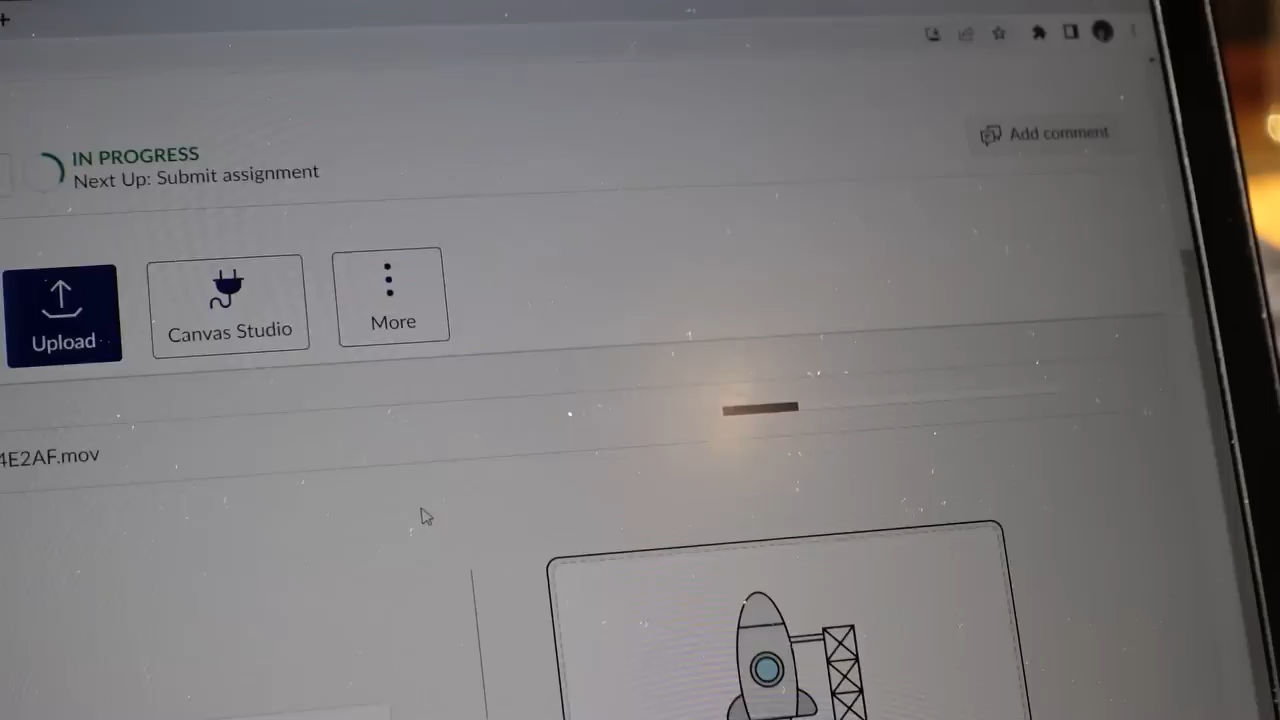 IN PROGRESS
Next Up: Submit assignment
Add comment
Upload
Canvas Studio
More
4E2AF.mov